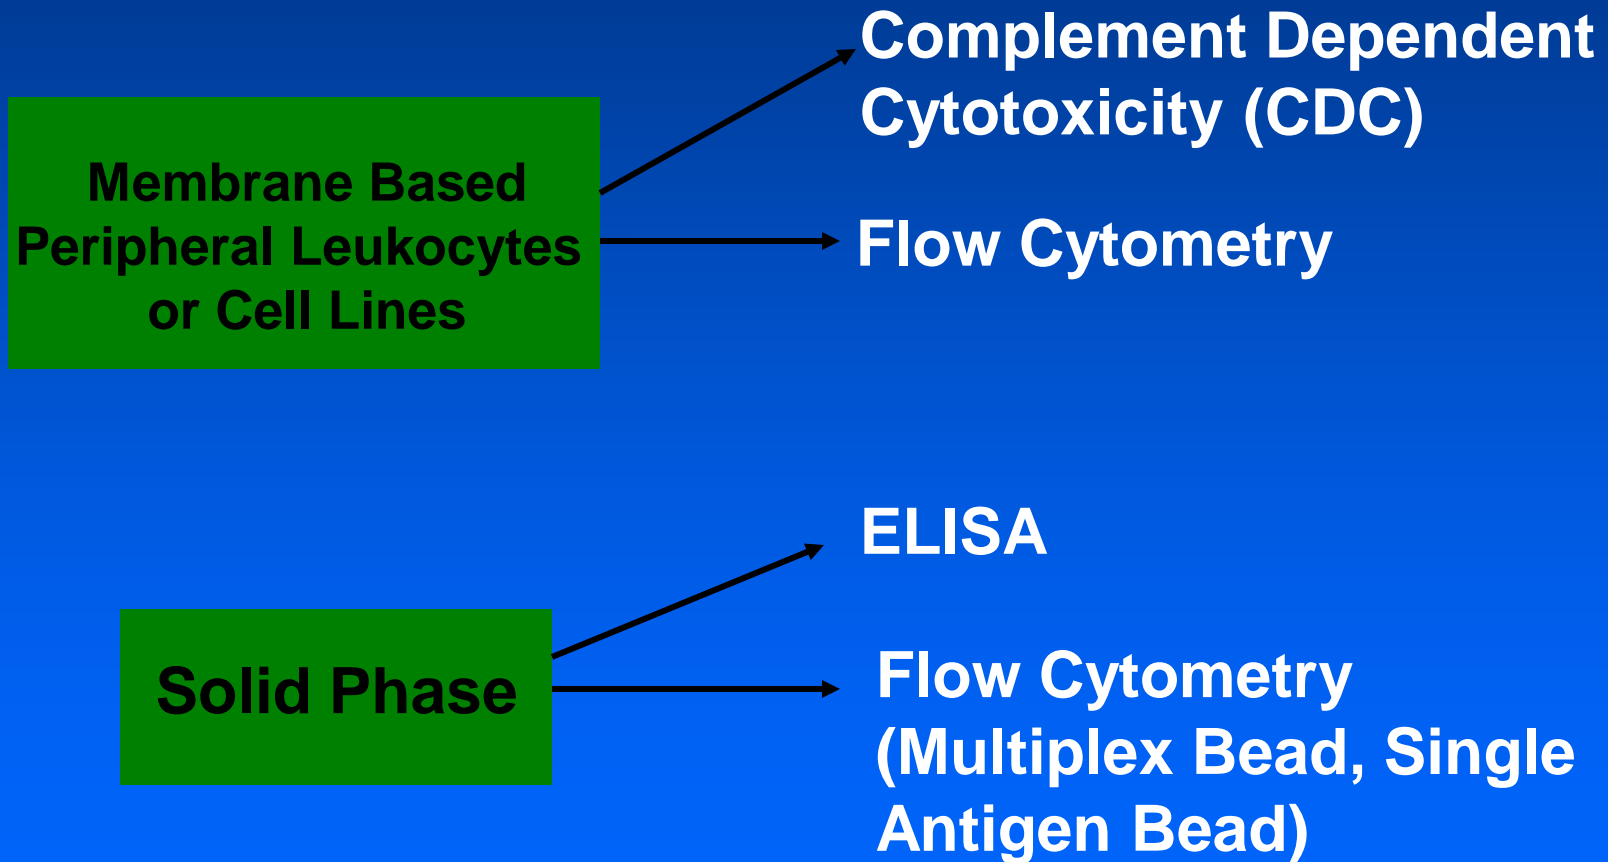 Complement Dependent
Cytotoxicity (CDC)
Membrane Based
Peripheral Leukocytes
or Cell Lines
Flow Cytometry
ELISA
Solid Phase
Flow Cytometry
(Multiplex Bead, Single
Antigen Bead)